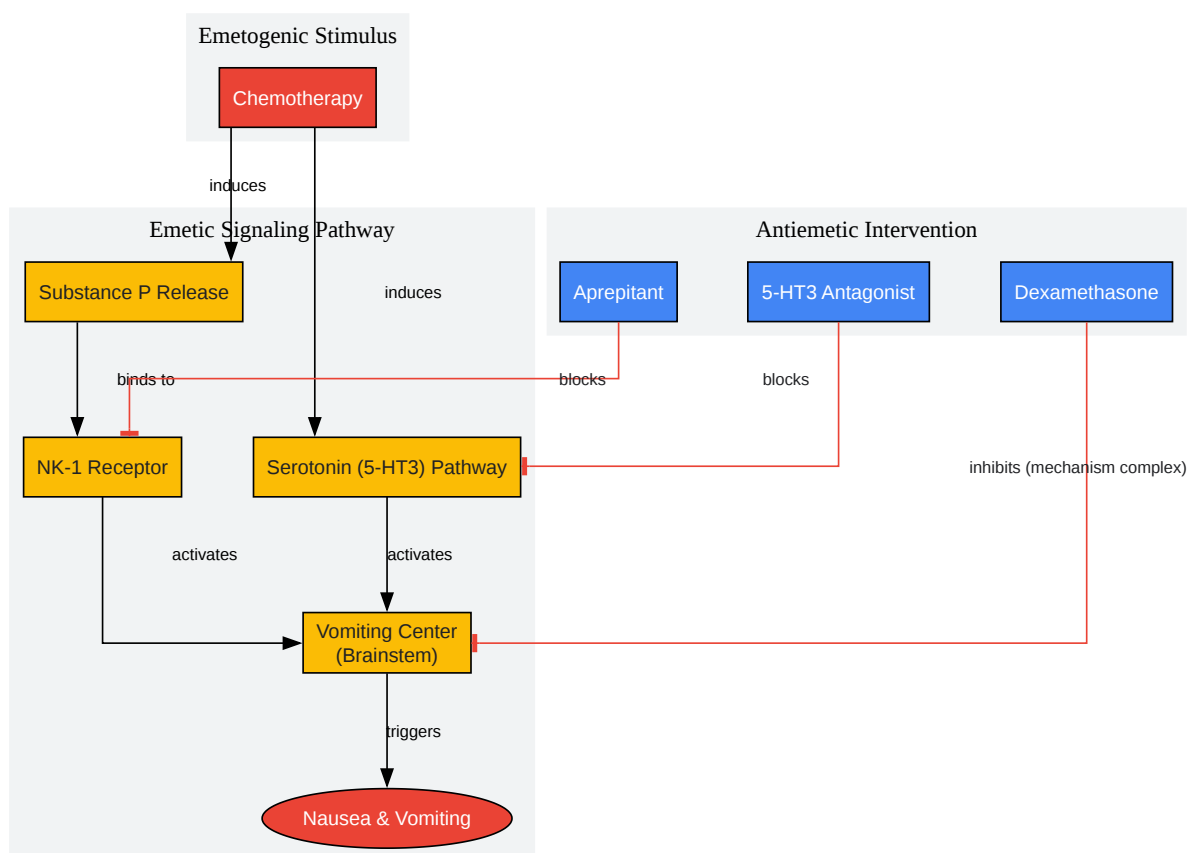 Emetogenic Stimulus
Chemotherapy
induces
Emetic Signaling Pathway
Antiemetic Intervention
Substance P Release
induces
Aprepitant
5-HT3 Antagonist
Dexamethasone
binds to
blocks
blocks
NK-1 Receptor
Serotonin (5-HT3) Pathway
inhibits (mechanism complex)
activates
activates
Vomiting Center
(Brainstem)
triggers
Nausea & Vomiting